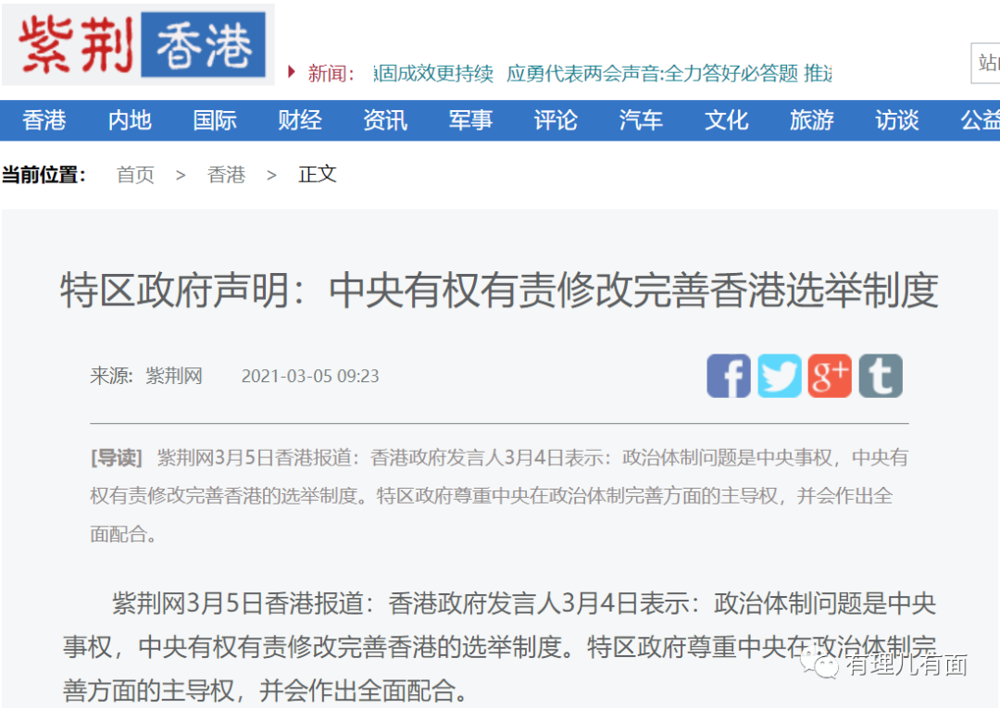 紫荆 香港
新闻： 固成效更持续 应勇代表两会声音:全力答好必答题 推进
香港 内地 国际 财经 资讯 军事 评论 汽车 文化 旅游 访谈 公益
当前位置： 首页 > 香港 > 正文
特区政府声明：中央有权有责修改完善香港选举制度
来源: 紫荆网 2021-03-05 09:23
f g+ t
[导读] 紫荆网3月5日香港报道：香港政府发言人3月4日表示：政治体制问题是中央事权，中央有
权有责修改完善香港的选举制度。特区政府尊重中央在政治体制完善方面的主导权，并会作出全
面配合。
紫荆网3月5日香港报道：香港政府发言人3月4日表示：政治体制问题是中央
事权，中央有权有责修改完善香港的选举制度。特区政府尊重中央在政治体制完
善方面的主导权，并会作出全面配合。
有理儿有面